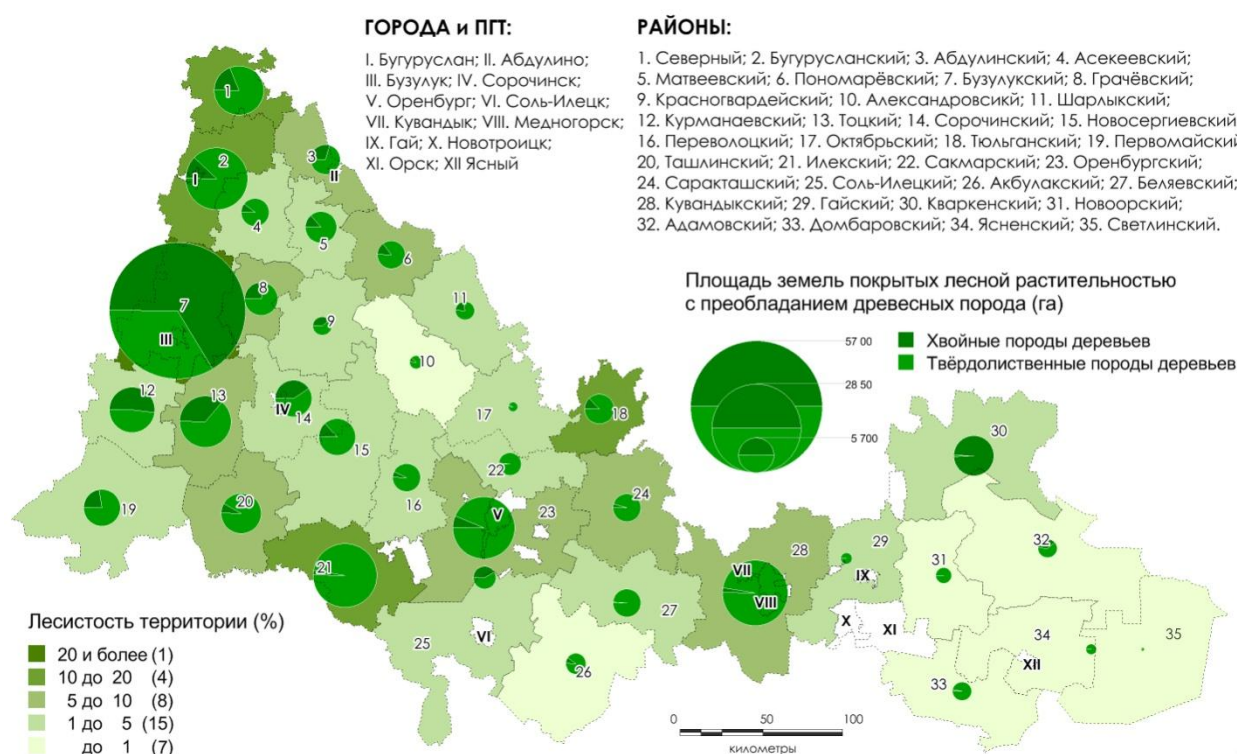 ГОРОДА и ПГТ:
I. Бугуруслан; II. Абдулино;
III. Бузулук; IV. Сорочинск;
V. Оренбург; VI. Соль-Илецк;
VII. Кувандык; VIII. Медногорск;
IX. Гай; X. Новотроицк;
XI. Орск; XII Ясный
РАЙОНЫ:
1. Северный; 2. Бугурусланский; 3. Абдулинский; 4. Асекеевский;
5. Матвеевский; 6. Пономарёвский; 7. Бузулукский; 8. Грачёвский;
9. Красногвардейский; 10. Александровсикй; 11. Шарлыкский;
12. Курманаевский; 13. Тоцкий; 14. Сорочинский; 15. Новосергиевский
16. Переволоцкий; 17. Октябрьский; 18. Тюльганский; 19. Первомайский
20. Ташлинский; 21. Илекский; 22. Сакмарский; 23. Оренбургский;
24. Саракташский; 25. Соль-Илецкий; 26. Акбулакский; 27. Беляевский;
28. Кувандыкский; 29. Гайский; 30. Кваркенский; 31. Новоорский;
32. Адамовский; 33. Домбаровский; 34. Ясненский; 35. Светлинский.
Площадь земель покрытых лесной растительностью
с преобладанием древесных порода (га)
57 00
28 50
5 700
Хвойные породы деревьев
Твёрдолиственные породы деревьев
1
2
I
3
II
4
5
6
7
III
8
9
10
11
12
13
IV
14
15
16
17
18
19
20
21
22
V
23
24
25
VI
26
27
VII
VIII
28
29
IX
X
XI
30
31
32
33
34
XII
35
Лесистость территории (%)
20 и более (1)
10 до 20 (4)
5 до 10 (8)
1 до 5 (15)
до 1 (7)
0 50 100
километры